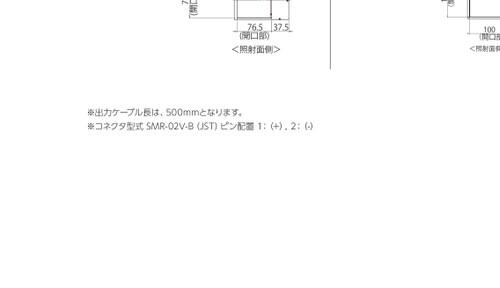 (開口
76.5 37.5
(開口部)
＜照射面側＞
100
(開口部
＜照射面側
※出力ケーブル長は、500mmとなります。
※コネクタ型式 SMR-02V-B (JST) ピン配置 1： (+) , 2： (-)